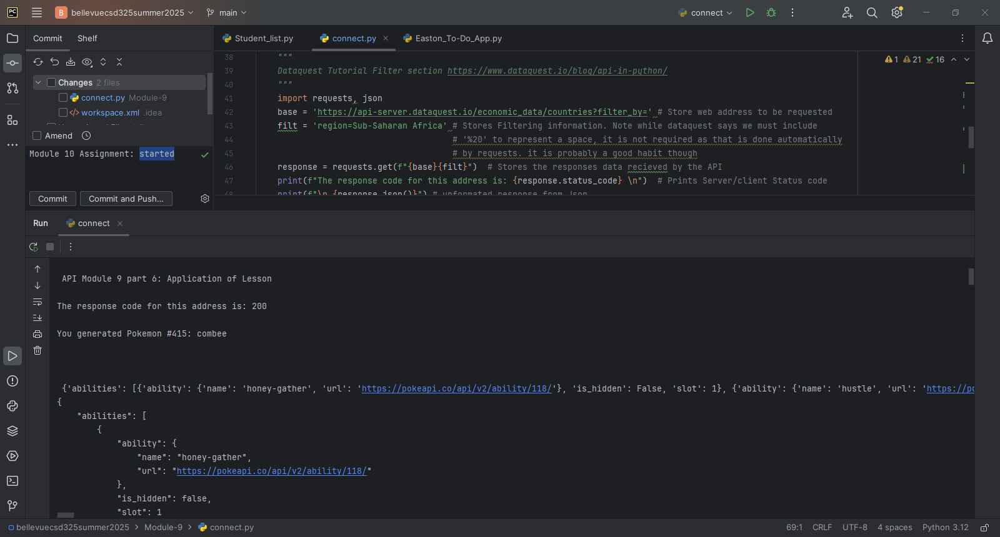 PC
B bellevuecsd325summer2025 main connect
Commit Shelf
Student_list.py connect.py Easton_To-Do_App.py
Changes 2 files
connect.py Module-9
workspace.xml .idea
Amend
Module 10 Assignment: started
Commit Commit and Push...
1 21 16
38 """
39 Dataquest Tutorial Filter section https://www.dataquest.io/blog/api-in-python/
40 """
41 import requests, json
42 base = 'https://api-server.dataquest.io/economic_data/countries?filter_by=' # Store web address to be requested
43 filt = 'region=Sub-Saharan Africa' # Stores Filtering information. Note while dataquest says we must include
44 # '%20' to represent a space, it is not required as that is done automatically
45 # by requests. it is probably a good habit though
46 response = requests.get(f"{base}{filt}") # Stores the responses data recieved by the API
47 print(f"The response code for this address is: {response.status_code} \n") # Prints Server/client Status code
48 print(f"\n {response.json()}") # unformated response from Json
Run connect
API Module 9 part 6: Application of Lesson
The response code for this address is: 200
You generated Pokemon #415: combee
{'abilities': [{'ability': {'name': 'honey-gather', 'url': 'https://pokeapi.co/api/v2/ability/118/'}, 'is_hidden': False, 'slot': 1}, {'ability': {'name': 'hustle', 'url': 'https://po
{
"abilities": [
{
"ability": {
"name": "honey-gather",
"url": "https://pokeapi.co/api/v2/ability/118/"
},
"is_hidden": false,
"slot": 1
bellevuecsd325summer2025 > Module-9 > connect.py
69:1 CRLF UTF-8 4 spaces Python 3.12